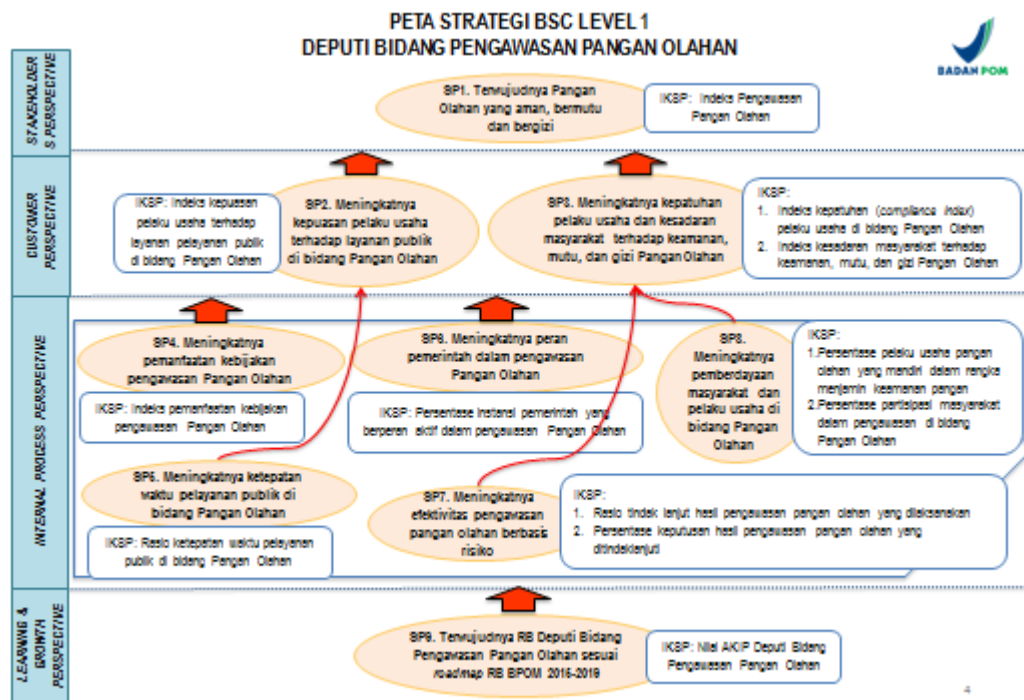 PETA STRATEGI BSC LEVEL 1
DEPUTI BIDANG PENGAWASAN PANGAN OLAHAN
BADAN POM
STAKEHOLDER
S PERSPECTIVE
SP1. Terwujudnya Pangan
Olahan yang aman, bermutu
dan bergizi
IKSP: Indeks Pengawasan
Pangan Olahan
CUSTOMER
PERSPECTIVE
IKSP: Indeks kepuasan
pelaku usaha terhadap
layanan pelayanan publik
di bidang Pangan Olahan
SP2. Meningkatnya
kepuasan pelaku usaha
terhadap layanan publik
di bidang Pangan Olahan
SP3. Meningkatnya kepatuhan
pelaku usaha dan kesadaran
masyarakat terhadap keamanan,
mutu, dan gizi Pangan Olahan
IKSP:
1. Indeks kepatuhan (compliance index)
pelaku usaha di bidang Pangan Olahan
2. Indeks kesadaran masyarakat terhadap
keamanan, mutu, dan gizi Pangan Olahan
INTERNAL PROCESS PERSPECTIVE
SP4. Meningkatnya
pemanfaatan kebijakan
pengawasan Pangan Olahan
IKSP: Indeks pemanfaatan kebijakan
pengawasan Pangan Olahan
SP6. Meningkatnya peran
pemerintah dalam pengawasan
Pangan Olahan
IKSP: Persentase instansi pemerintah yang
berperan aktif dalam pengawasan Pangan Olahan
SP8.
Meningkatnya
pemberdayaan
masyarakat dan
pelaku usaha di
bidang Pangan
Olahan
IKSP:
1.Persentase pelaku usaha pangan
olahan yang mandiri dalam rangka
menjamin keamanan pangan
2.Persentase partisipasi masyarakat
dalam pengawasan di bidang
Pangan Olahan
SP5. Meningkatnya ketepatan
waktu pelayanan publik di
bidang Pangan Olahan
IKSP: Rasio ketepatan waktu pelayanan
publik di bidang Pangan Olahan
SP7. Meningkatnya
efektivitas pengawasan
pangan olahan berbasis
risiko
IKSP:
1. Rasio tindak lanjut hasil pengawasan pangan olahan yang dilaksanakan
2. Persentase keputusan hasil pengawasan pangan olahan yang
ditindaklanjuti
LEARNING &
GROWTH
PERSPECTIVE
SP9. Terwujudnya RB Deputi Bidang
Pengawasan Pangan Olahan sesuai
roadmap RB BPOM 2015-2019
IKSP: Nilai AKIP Deputi Bidang
Pengawasan Pangan Olahan
4